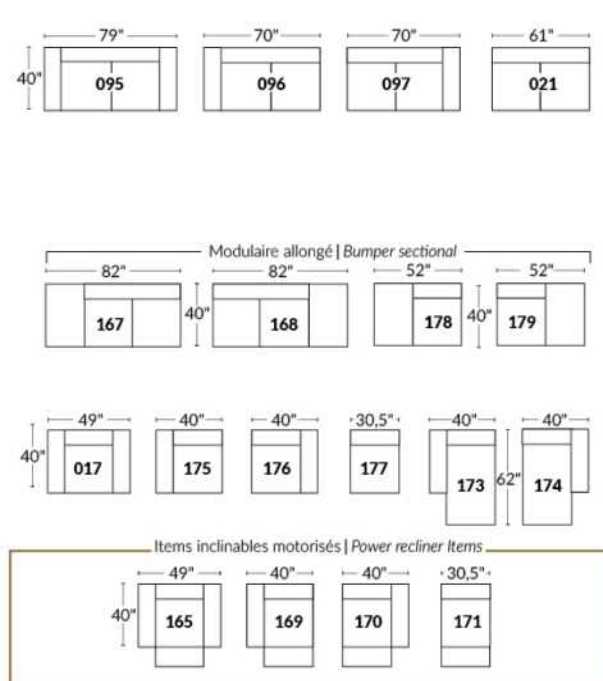 79" 70" 70" 61"
40" 095 096 097 021
Modulaire allongé | Bumper sectional
82" 82" 52" 52"
167 40" 168 178 40" 179
49" 40" 40" 30,5" 40" 40"
40" 017 175 176 177 173 62" 174
Items inclinables motorisés | Power recliner Items
49" 40" 40" 30,5"
40" 165 169 170 171